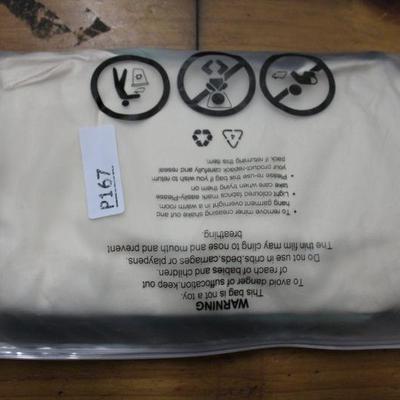 WARNING
This bag is not a toy.
To avoid danger of suffocation.keep out
of reach of babies and children.
Do not use in beds.cribs.carriages.or playpens.
The thin film may cling to nose and mouth and prevent
breathing.
• To remove minor creasing shake out and
hang garment in overnight in a warm room.
• Light coloured fabrics mark easily-Please
take care when trying them on
• Please re-use this bag if you wish to return
your product-repack carefully and reseal
pack if returning this item.
4
P167